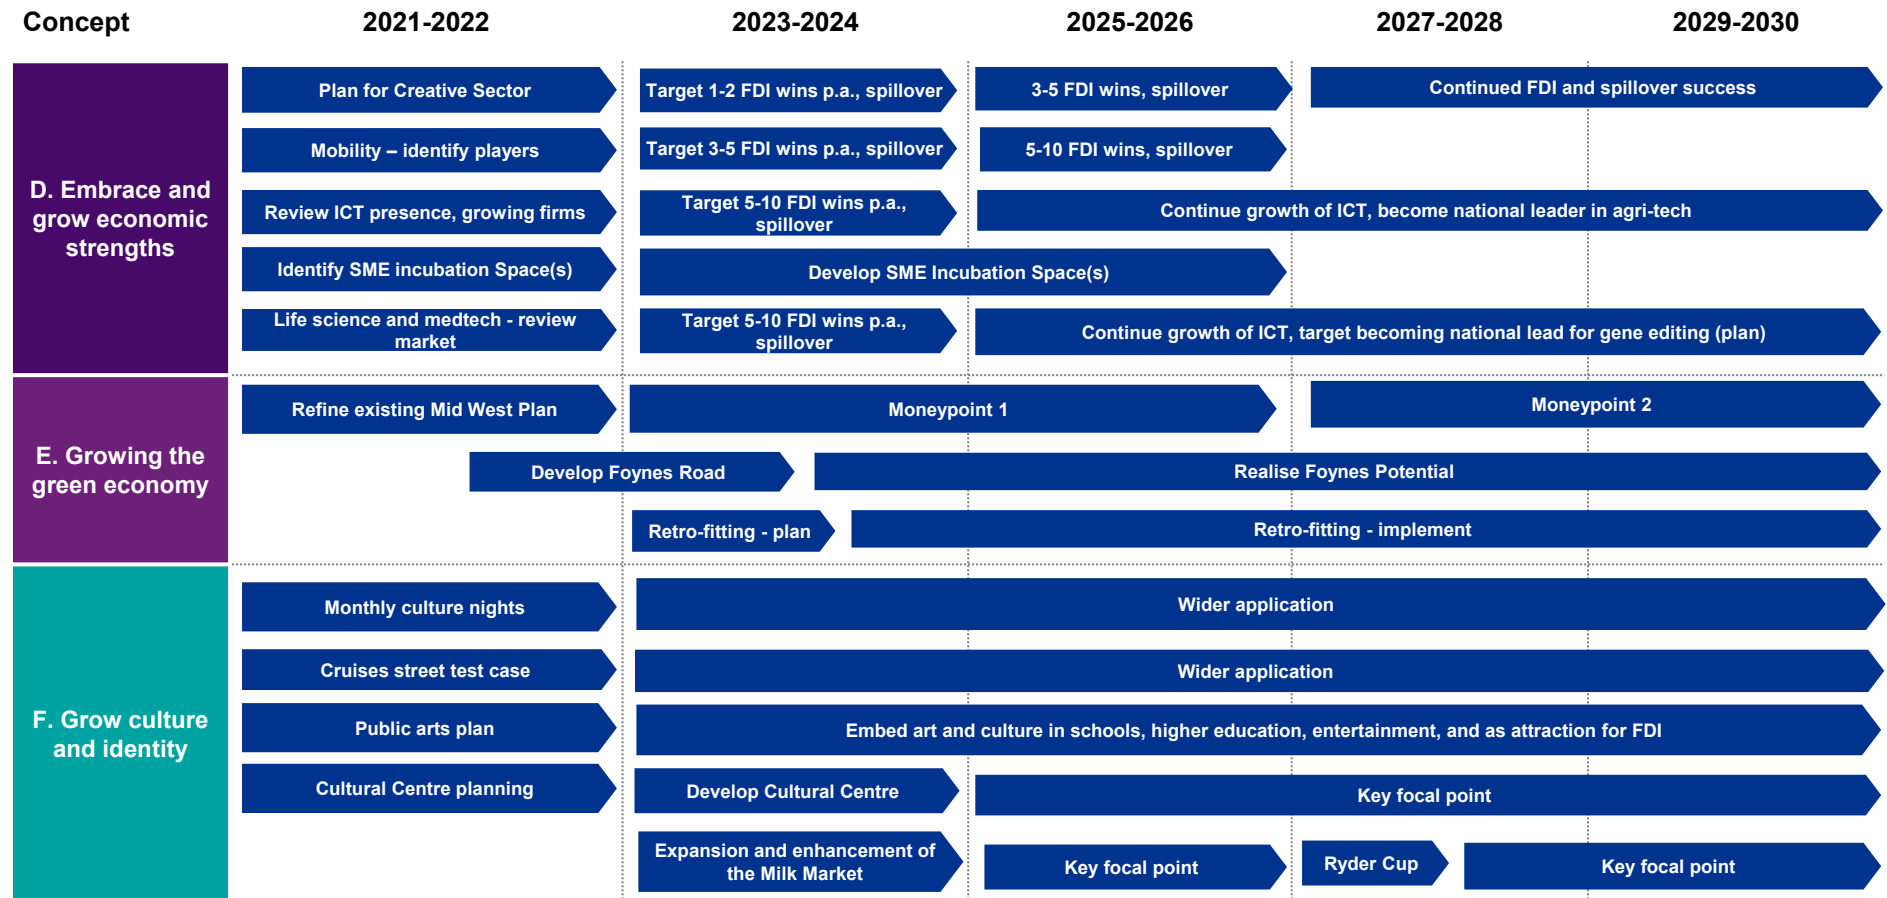 Concept 2021-2022 2023-2024 2025-2026 2027-2028 2029-2030
D. Embrace and
grow economic
strengths
Plan for Creative Sector
Target 1-2 FDI wins p.a., spillover
3-5 FDI wins, spillover
Continued FDI and spillover success
Mobility – identify players
Target 3-5 FDI wins p.a., spillover
5-10 FDI wins, spillover
Review ICT presence, growing firms
Target 5-10 FDI wins p.a.,
spillover
Continue growth of ICT, become national leader in agri-tech
Identify SME incubation Space(s)
Develop SME Incubation Space(s)
Life science and medtech - review
market
Target 5-10 FDI wins p.a.,
spillover
Continue growth of ICT, target becoming national lead for gene editing (plan)
E. Growing the
green economy
Refine existing Mid West Plan
Moneypoint 1
Moneypoint 2
Develop Foynes Road
Realise Foynes Potential
Retro-fitting - plan
Retro-fitting - implement
F. Grow culture
and identity
Monthly culture nights
Wider application
Cruises street test case
Wider application
Public arts plan
Embed art and culture in schools, higher education, entertainment, and as attraction for FDI
Cultural Centre planning
Develop Cultural Centre
Key focal point
Expansion and enhancement of
the Milk Market
Key focal point
Ryder Cup
Key focal point